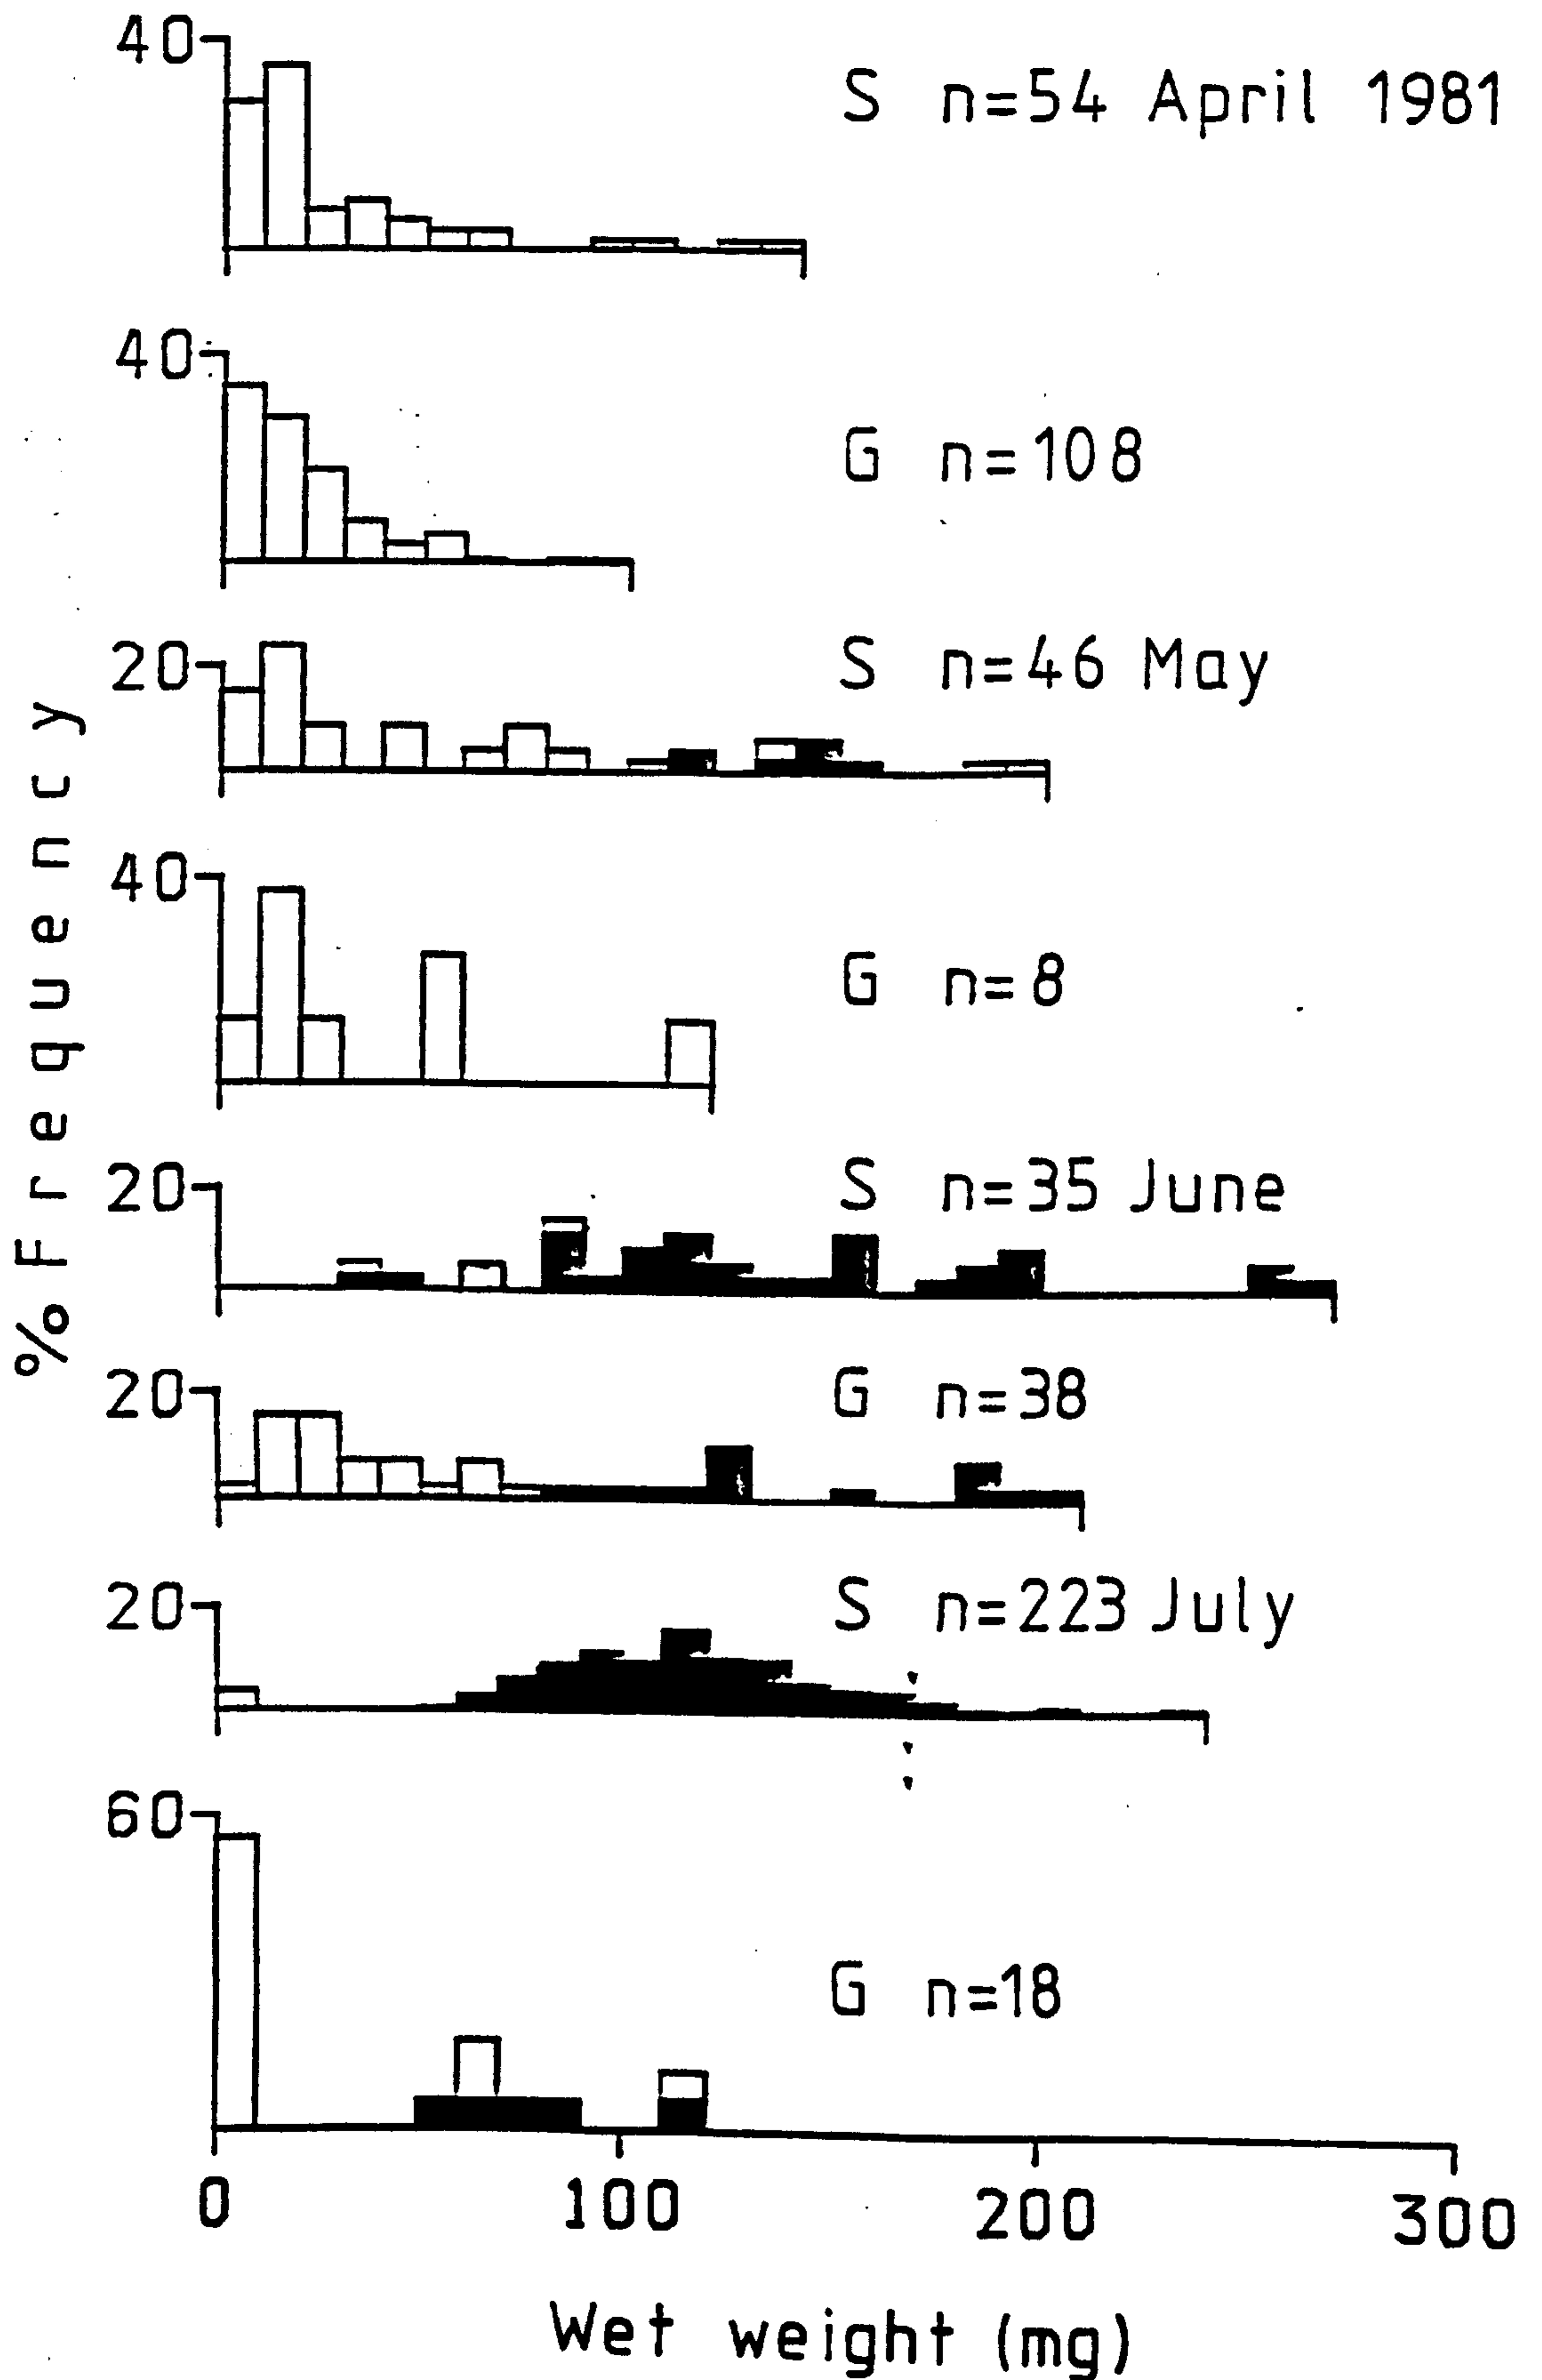 40
S n=54 April 1981
40
G n=108
20
S n=46 May
40
G n=8
20
S n=35 June
20
G n=38
20
S n=223 July
60
G n=18
0 100 200 300
Wet weight (mg)
% Frequency